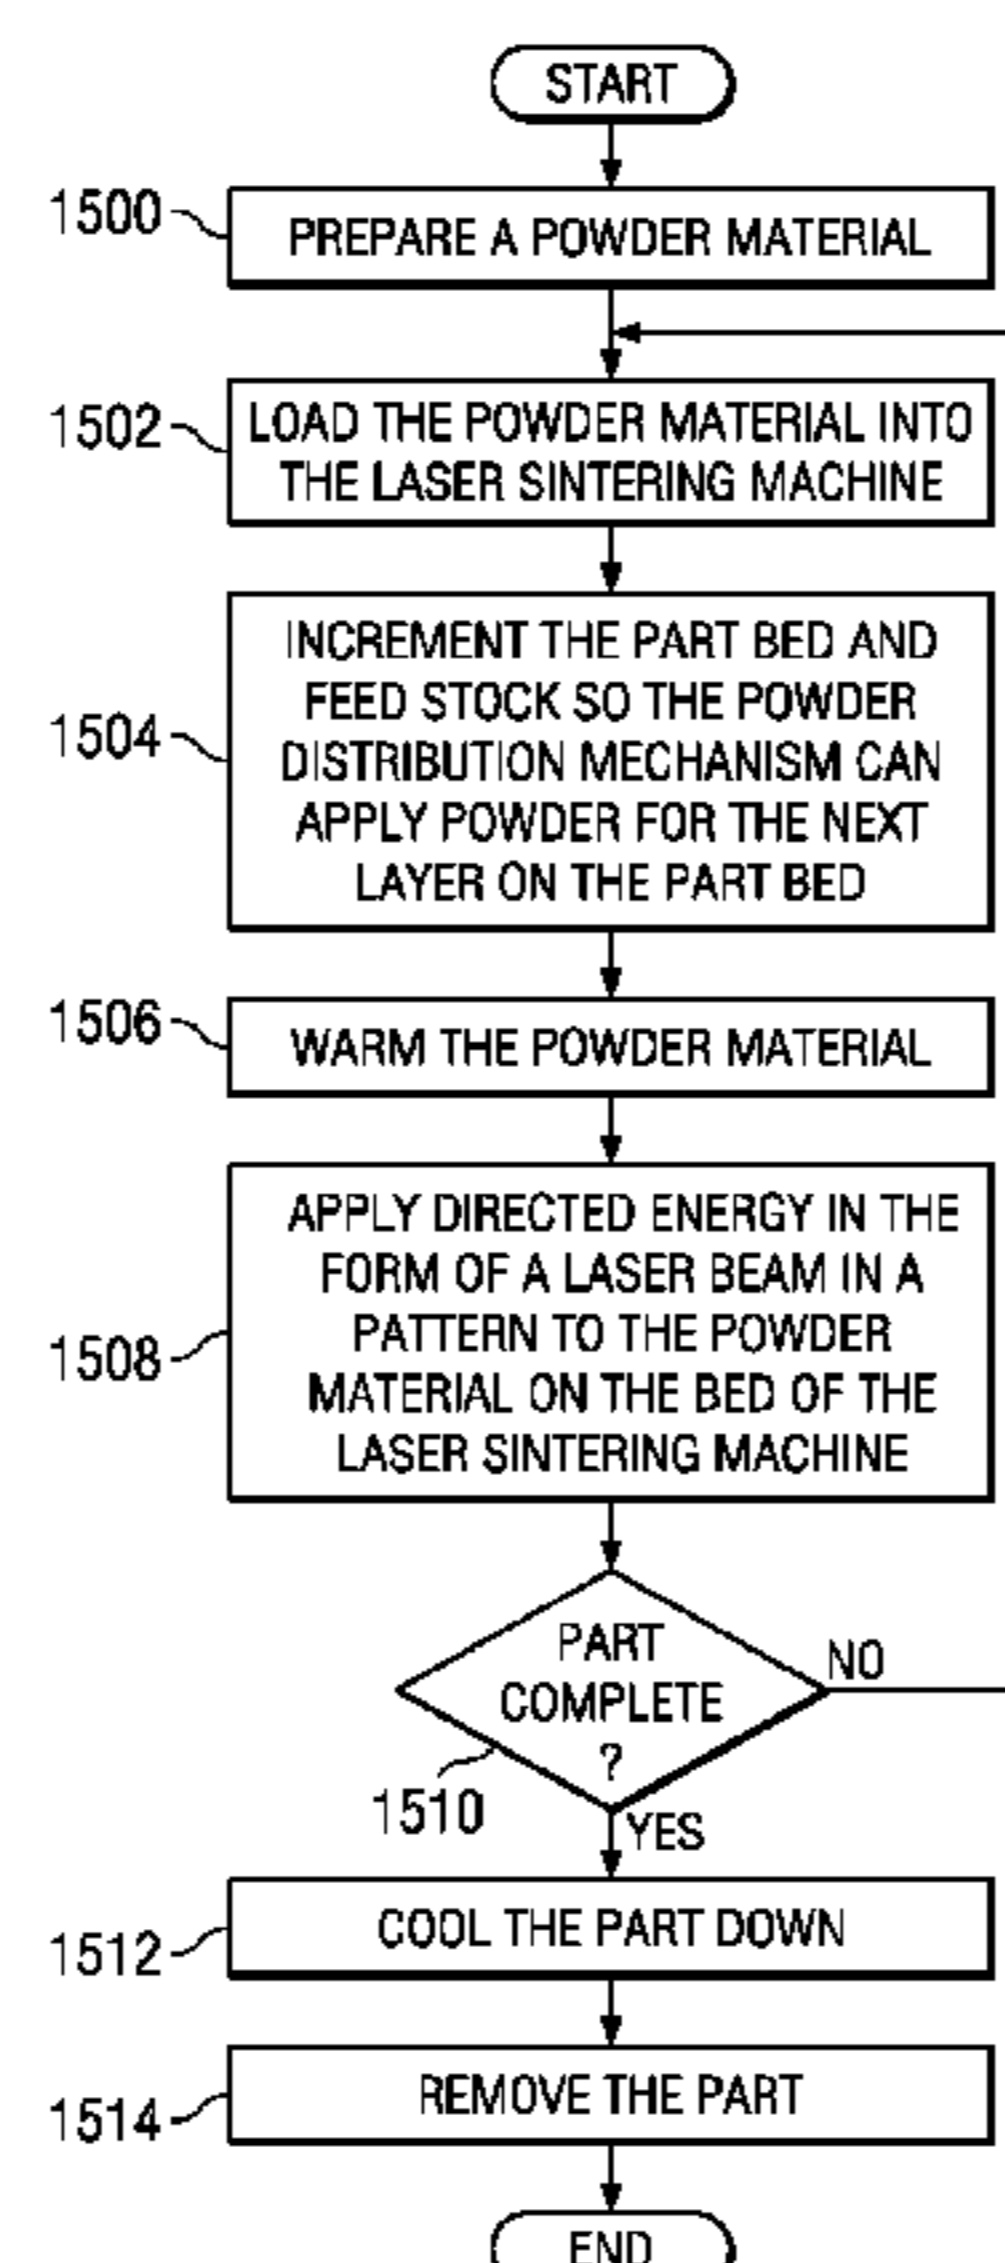 START
1500
PREPARE A POWDER MATERIAL
1502
LOAD THE POWDER MATERIAL INTO
THE LASER SINTERING MACHINE
1504
INCREMENT THE PART BED AND
FEED STOCK SO THE POWDER
DISTRIBUTION MECHANISM CAN
APPLY POWDER FOR THE NEXT
LAYER ON THE PART BED
1506
WARM THE POWDER MATERIAL
1508
APPLY DIRECTED ENERGY IN THE
FORM OF A LASER BEAM IN A
PATTERN TO THE POWDER
MATERIAL ON THE BED OF THE
LASER SINTERING MACHINE
PART
COMPLETE
?
NO
1510
YES
1512
COOL THE PART DOWN
1514
REMOVE THE PART
END